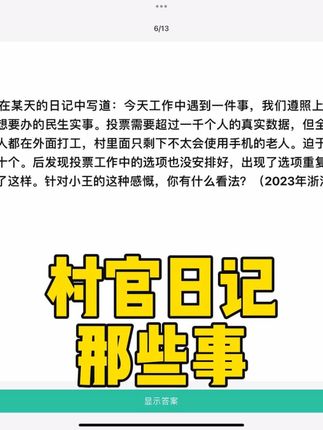 6/13
在某天的日记中写道：今天工作中遇到一件事，我们遵照上
想要办的民生实事。投票需要超过一千个人的真实数据，但全
人都在外面打工，村里面只剩下不太会使用手机的老人。迫于
十个。后发现投票工作中的选项也没安排好，出现了选项重复
了这样。针对小王的这种感慨，你有什么看法？（2023年浙江
村官日记
那些事
显示答案